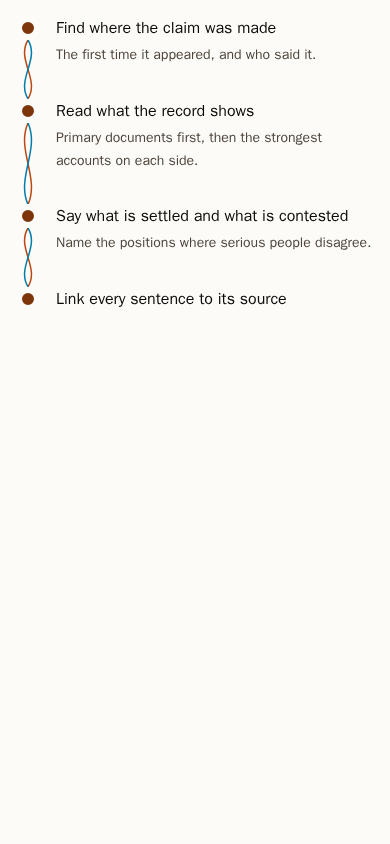 Find where the claim was made
The first time it appeared, and who said it.
Read what the record shows
Primary documents first, then the strongest
accounts on each side.
Say what is settled and what is contested
Name the positions where serious people disagree.
Link every sentence to its source